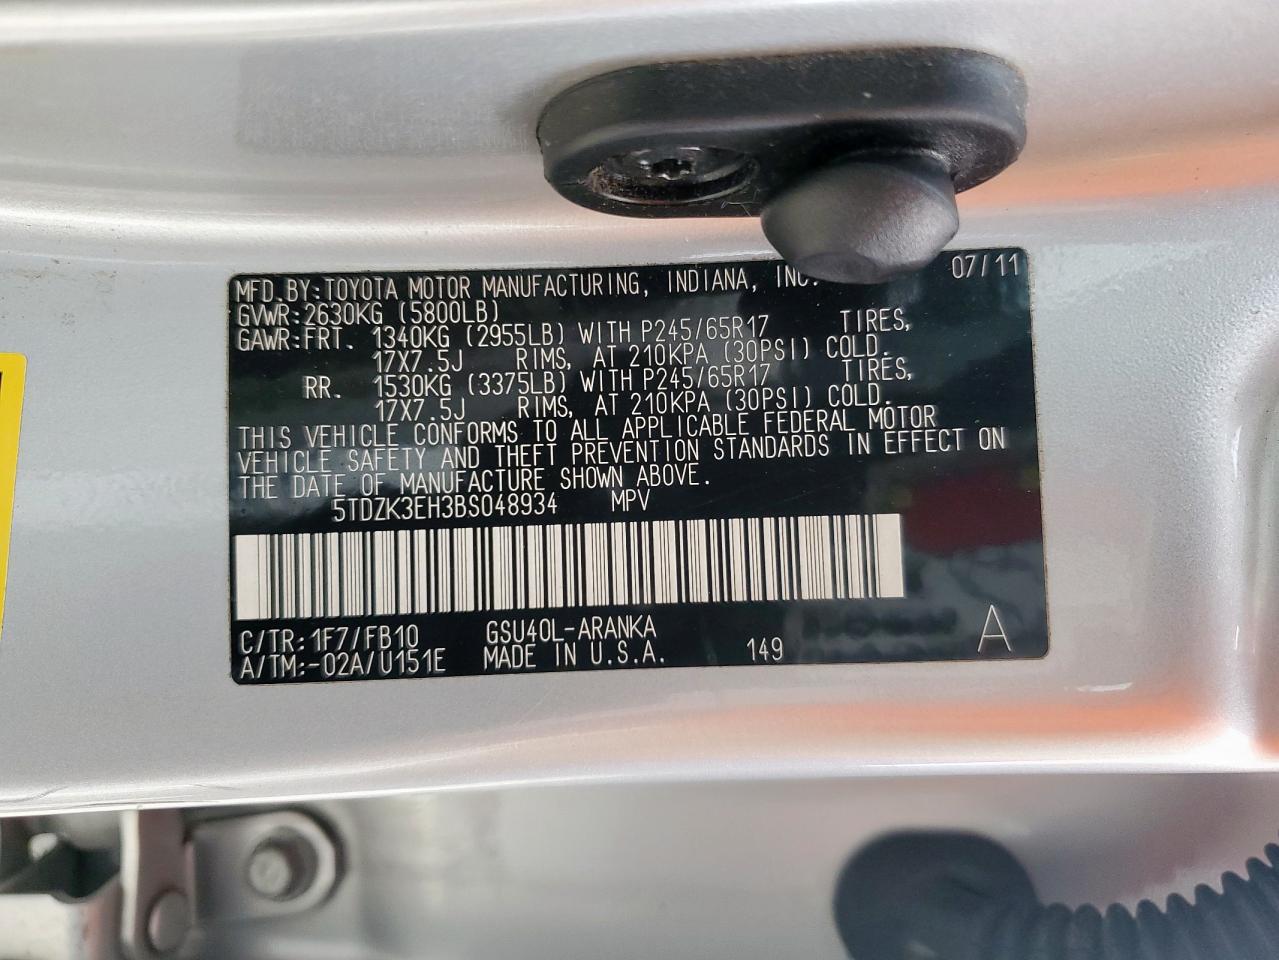 MFD.BY:TOYOTA MOTOR MANUFACTURING, INDIANA, INC. 07/11
GVWR:2630KG (5800LB)
GAWR:FRT. 1340KG (2955LB) WITH P245/65R17 TIRES,
17X7.5J RIMS, AT 210KPA (30PSI) COLD.
RR. 1530KG (3375LB) WITH P245/65R17 TIRES,
17X7.5J RIMS, AT 210KPA (30PSI) COLD.
THIS VEHICLE CONFORMS TO ALL APPLICABLE FEDERAL MOTOR
VEHICLE SAFETY AND THEFT PREVENTION STANDARDS IN EFFECT ON
THE DATE OF MANUFACTURE SHOWN ABOVE.
5TDZK3EH3BS048934 MPV
C/TR:1F7/FB10 GSU40L-ARANKA
A/TM:-02A/U151E MADE IN U.S.A. 149 A